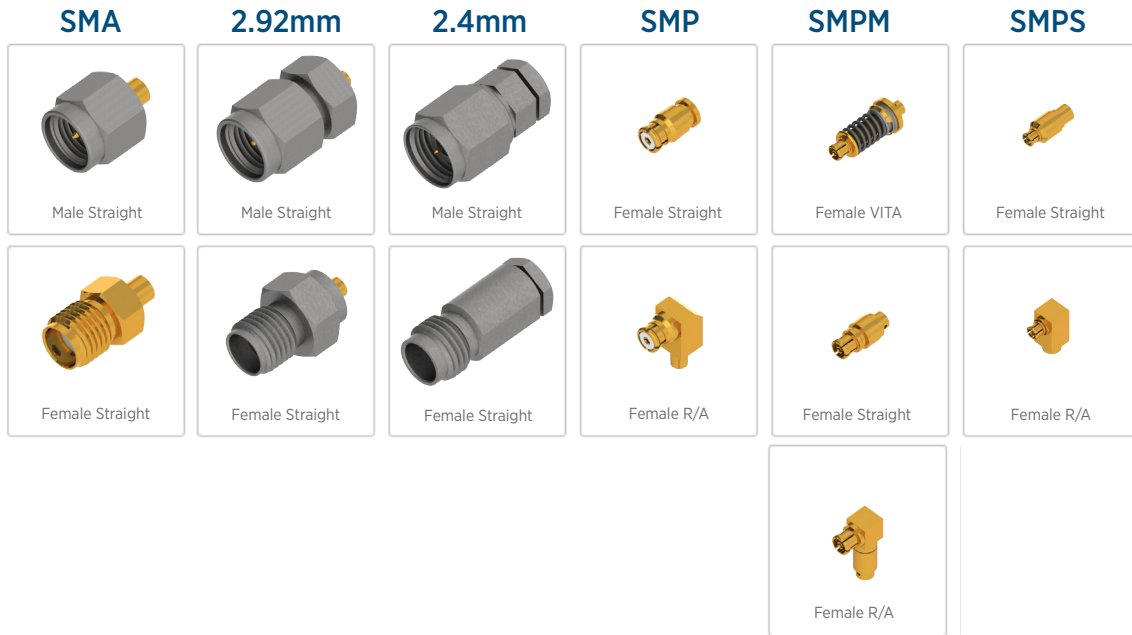 SMA 2.92mm 2.4mm SMP SMPM SMPS
Male Straight Male Straight Male Straight Female Straight Female VITA Female Straight
Female Straight Female Straight Female Straight Female R/A Female Straight Female R/A
Female R/A